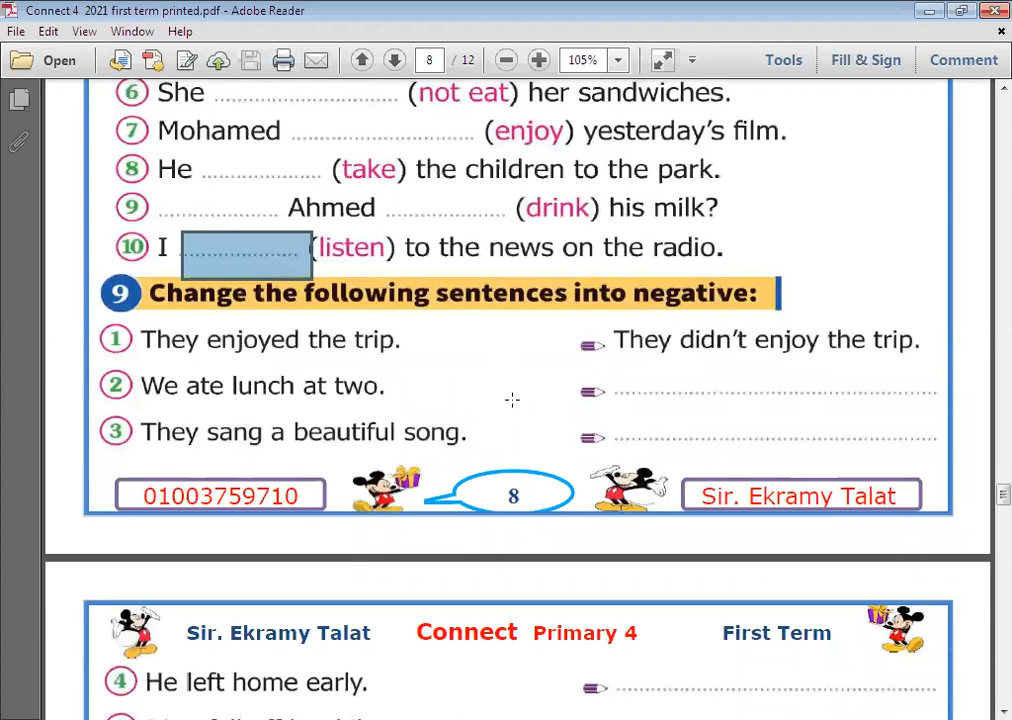 Connect 4 2021 first term printed.pdf - Adobe Reader
File Edit View Window Help
Open 8 / 12 105% Tools Fill & Sign Comment
6 She .............................. (not eat) her sandwiches.
7 Mohamed .............................. (enjoy) yesterday's film.
8 He .................... (take) the children to the park.
9 .................... Ahmed .................... (drink) his milk?
10 I .................... (listen) to the news on the radio.
9 Change the following sentences into negative:
1 They enjoyed the trip. They didn't enjoy the trip.
2 We ate lunch at two. ......................................................
3 They sang a beautiful song. ......................................................
01003759710 8 Sir. Ekramy Talat
Sir. Ekramy Talat Connect Primary 4 First Term
4 He left home early. ......................................................